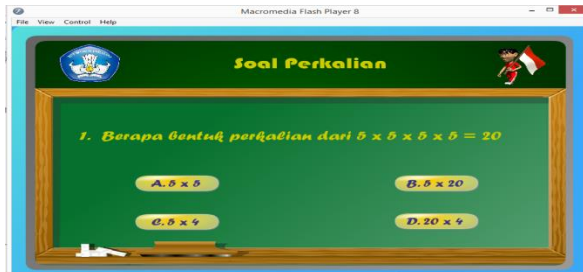 Macromedia Flash Player 8
File View Control Help
Soal Perkalian
1. Berapa bentuk perkalian dari 5 x 5 x 5 x 5 = 20
A. 5 x 5
B. 5 x 20
C. 5 x 4
D. 20 x 4